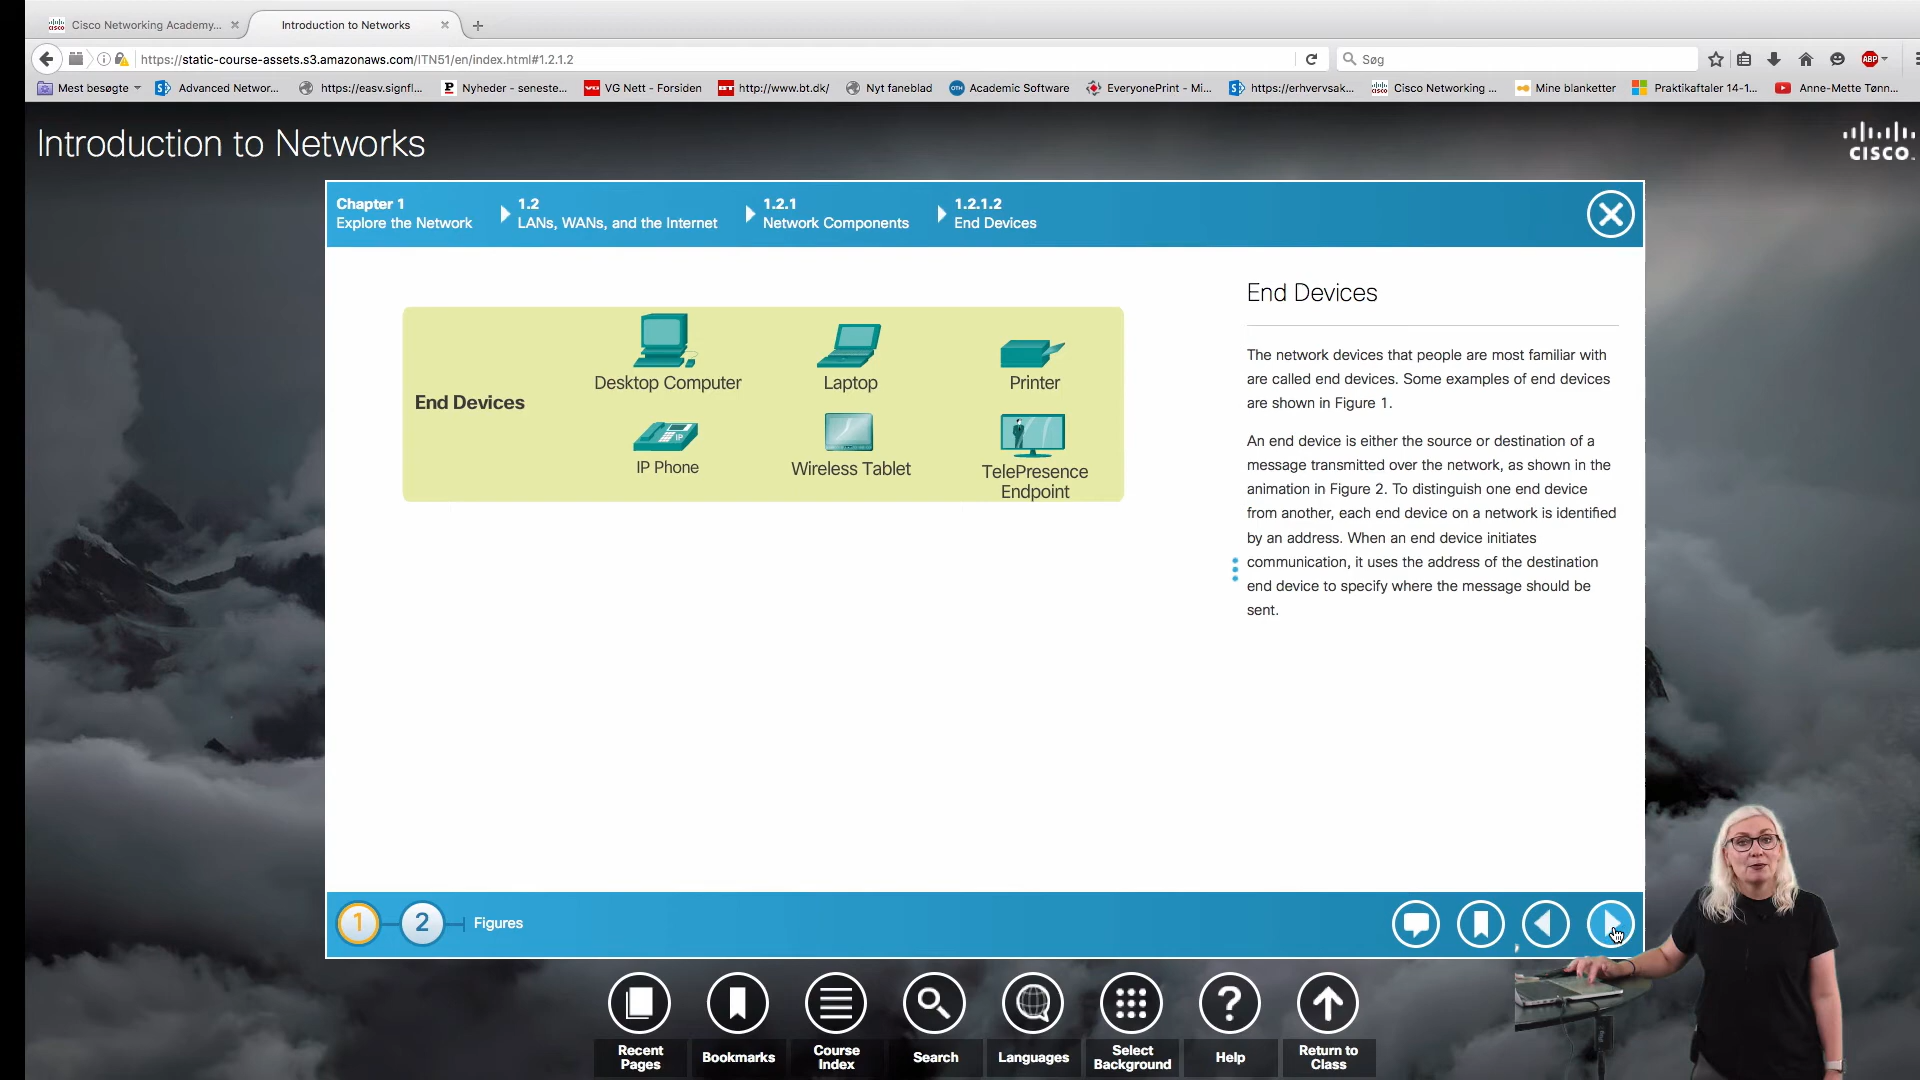 Cisco Networking Academy...
Introduction to Networks
https://static-course-assets.s3.amazonaws.com/ITN51/en/index.html#1.2.1.2
Søg
ABP
Mest besøgte
Advanced Networ...
https://easv.signfl...
Nyheder - seneste...
VG Nett - Forsiden
http://www.bt.dk/
Nyt faneblad
Academic Software
EveryonePrint - Mi...
https://erhvervsak...
Cisco Networking ...
Mine blanketter
Praktikaftaler 14-1...
Anne-Mette Tønn...
Introduction to Networks
CISCO
Chapter 1
Explore the Network
1.2
LANs, WANs, and the Internet
1.2.1
Network Components
1.2.1.2
End Devices
End Devices
Desktop Computer
Laptop
Printer
IP
IP Phone
Wireless Tablet
TelePresence
Endpoint
End Devices
The network devices that people are most familiar with
are called end devices. Some examples of end devices
are shown in Figure 1.
An end device is either the source or destination of a
message transmitted over the network, as shown in the
animation in Figure 2. To distinguish one end device
from another, each end device on a network is identified
by an address. When an end device initiates
communication, it uses the address of the destination
end device to specify where the message should be
sent.
1
2
Figures
Recent
Pages
Bookmarks
Course
Index
Search
Languages
Select
Background
?
Help
Return to
Class